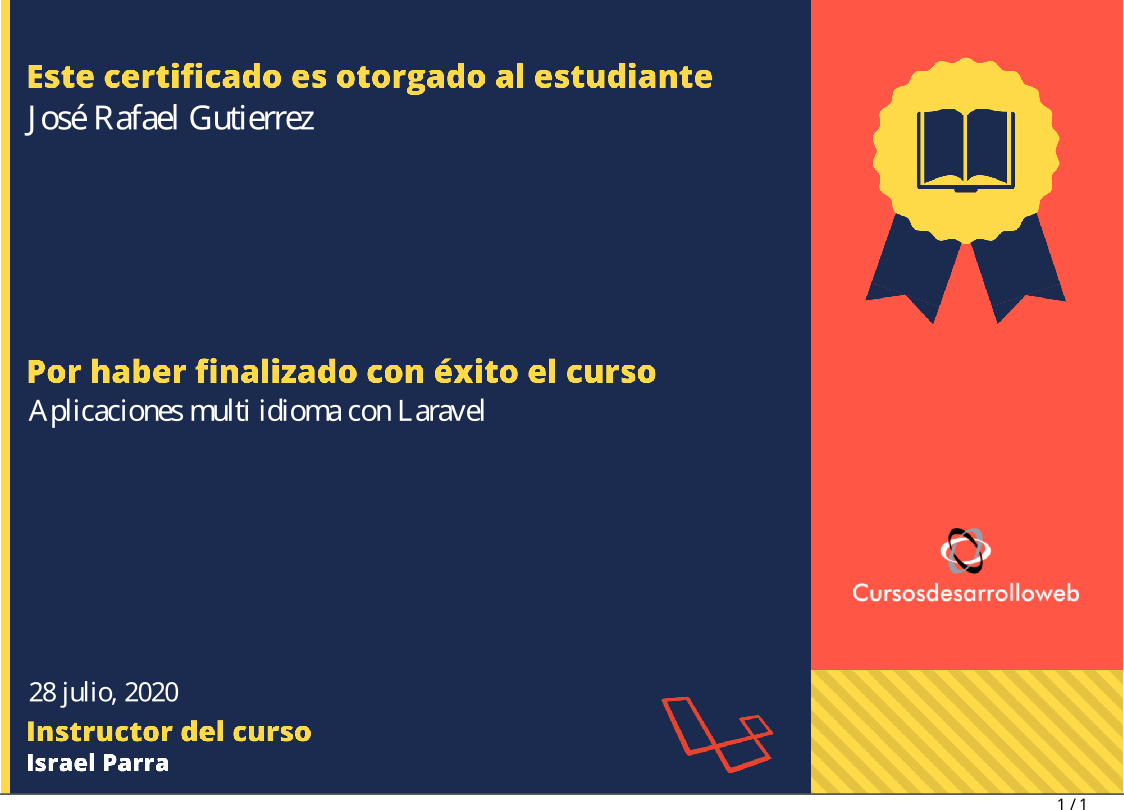 Este certificado es otorgado al estudiante
José Rafael Gutierrez
Por haber finalizado con éxito el curso
Aplicaciones multi idioma con Laravel
Cursosdesarrolloweb
28 julio, 2020
Instructor del curso
Israel Parra
1 / 1